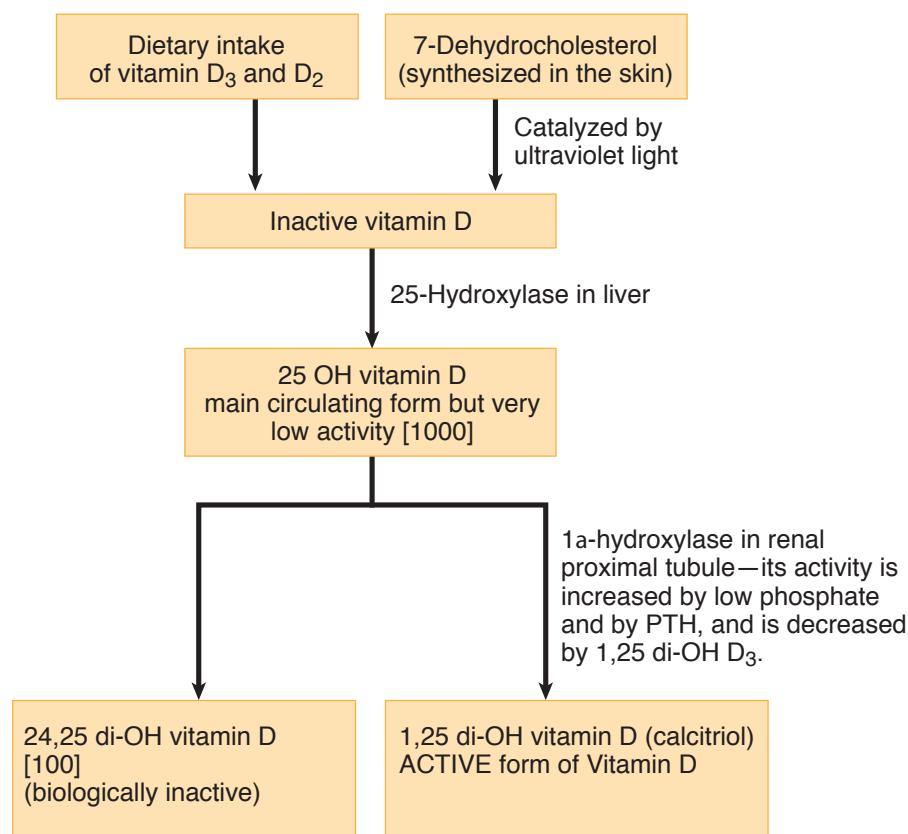 Dietary intake
of vitamin D₃ and D₂
7-Dehydrocholesterol
(synthesized in the skin)
Catalyzed by
ultraviolet light
Inactive vitamin D
25-Hydroxylase in liver
25 OH vitamin D
main circulating form but very
low activity [1000]
1a-hydroxylase in renal
proximal tubule—its activity is
increased by low phosphate
and by PTH, and is decreased
by 1,25 di-OH D₃.
24,25 di-OH vitamin D
[100]
(biologically inactive)
1,25 di-OH vitamin D (calcitriol)
ACTIVE form of Vitamin D